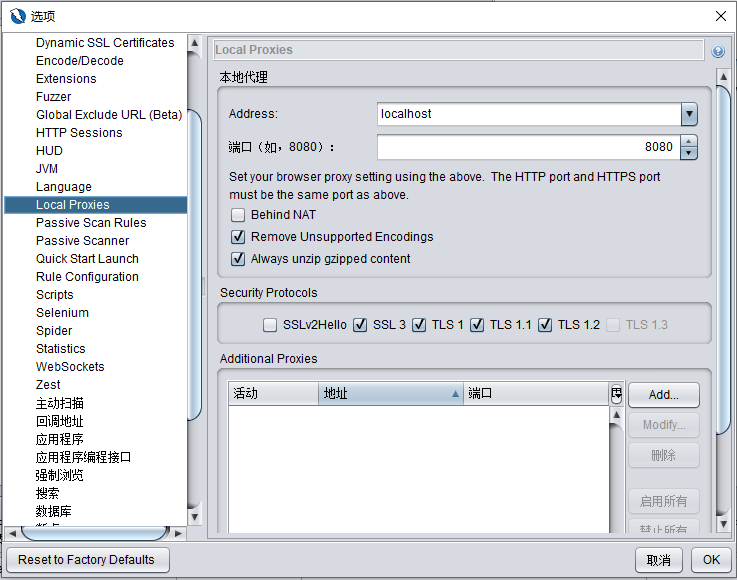 选项
Dynamic SSL Certificates
Encode/Decode
Extensions
Fuzzer
Global Exclude URL (Beta)
HTTP Sessions
HUD
JVM
Language
Local Proxies
Passive Scan Rules
Passive Scanner
Quick Start Launch
Rule Configuration
Scripts
Selenium
Spider
Statistics
WebSockets
Zest
主动扫描
回调地址
应用程序
应用程序编程接口
强制浏览
搜索
数据库
Local Proxies
本地代理
Address:
localhost
端口（如，8080）:
8080
Set your browser proxy setting using the above. The HTTP port and HTTPS port
must be the same port as above.
Behind NAT
Remove Unsupported Encodings
Always unzip gzipped content
Security Protocols
SSLv2Hello SSL 3 TLS 1 TLS 1.1 TLS 1.2 TLS 1.3
Additional Proxies
活动 地址 端口
Add...
Modify...
删除
启用所有
禁止所有
Reset to Factory Defaults
取消
OK